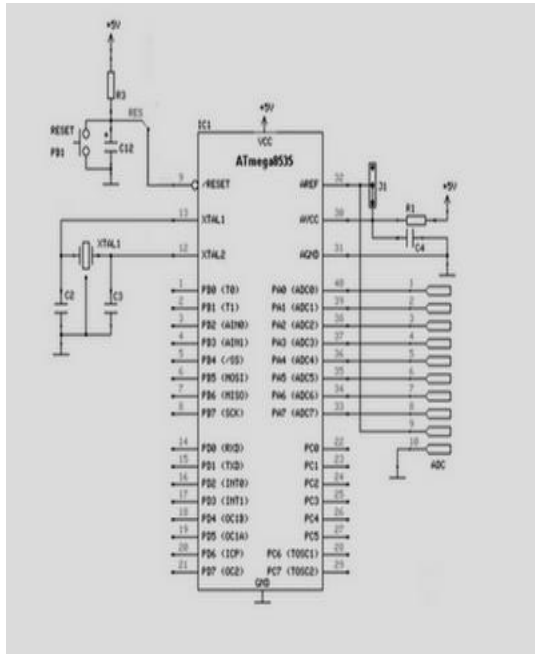 +5V
R3
RES
RESET
PB1
C12
IC1
+5V
VCC
ATmega8535
9 /RESET
13 XTAL1
12 XTAL2
XTAL1
C2
C3
AREF 32
J1
+5V
R1
AVCC 30
AGND 31
C4
1 PB0 (T0)
2 PB1 (T1)
3 PB2 (AIN0)
4 PB3 (AIN1)
5 PB4 (/SS)
6 PB5 (MOSI)
7 PB6 (MISO)
8 PB7 (SCK)
PA0 (ADC0) 40 1
PA1 (ADC1) 39 2
PA2 (ADC2) 38 3
PA3 (ADC3) 37 4
PA4 (ADC4) 36 5
PA5 (ADC5) 35 6
PA6 (ADC6) 34 7
PA7 (ADC7) 33 8
9
10
ADC
14 PD0 (RXD)
15 PD1 (TXD)
16 PD2 (INT0)
17 PD3 (INT1)
18 PD4 (OC1B)
19 PD5 (OC1A)
20 PD6 (ICP)
21 PD7 (OC2)
PC0 22
PC1 23
PC2 24
PC3 25
PC4 26
PC5 27
PC6 (TOSC1) 28
PC7 (TOSC2) 29
GND